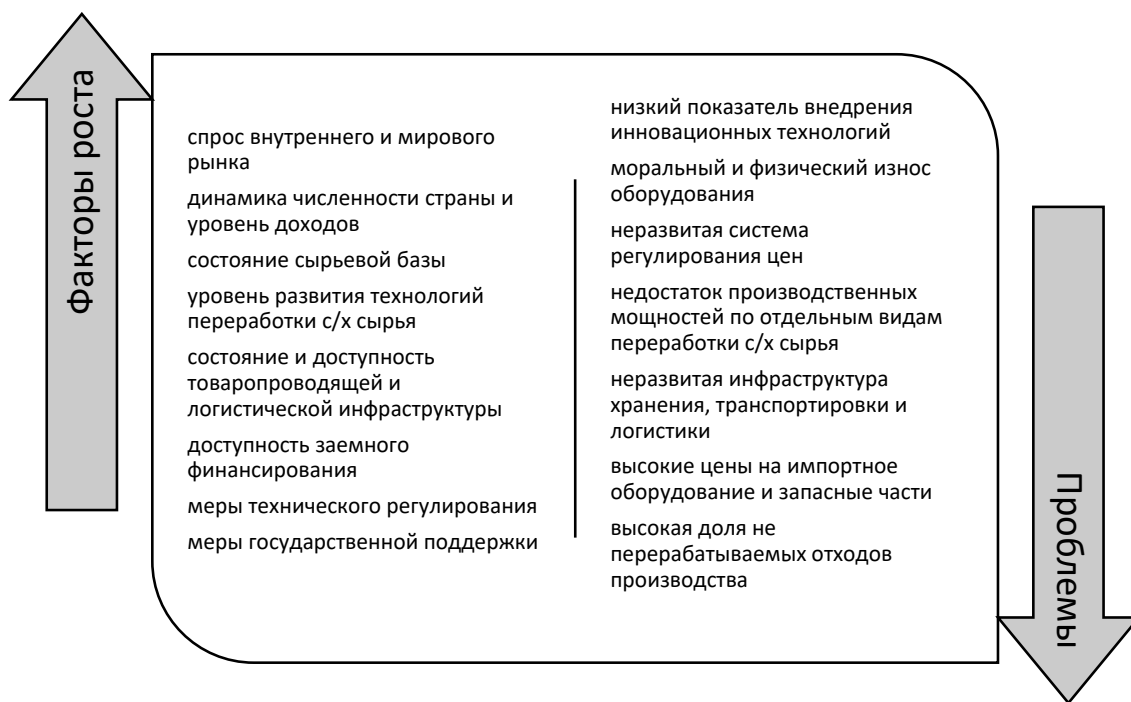 Факторы роста
спрос внутреннего и мирового
рынка
динамика численности страны и
уровень доходов
состояние сырьевой базы
уровень развития технологий
переработки с/х сырья
состояние и доступность
товаропроводящей и
логистической инфраструктуры
доступность заемного
финансирования
меры технического регулирования
меры государственной поддержки
низкий показатель внедрения
инновационных технологий
моральный и физический износ
оборудования
неразвитая система
регулирования цен
недостаток производственных
мощностей по отдельным видам
переработки с/х сырья
неразвитая инфраструктура
хранения, транспортировки и
логистики
высокие цены на импортное
оборудование и запасные части
высокая доля не
перерабатываемых отходов
производства
Проблемы